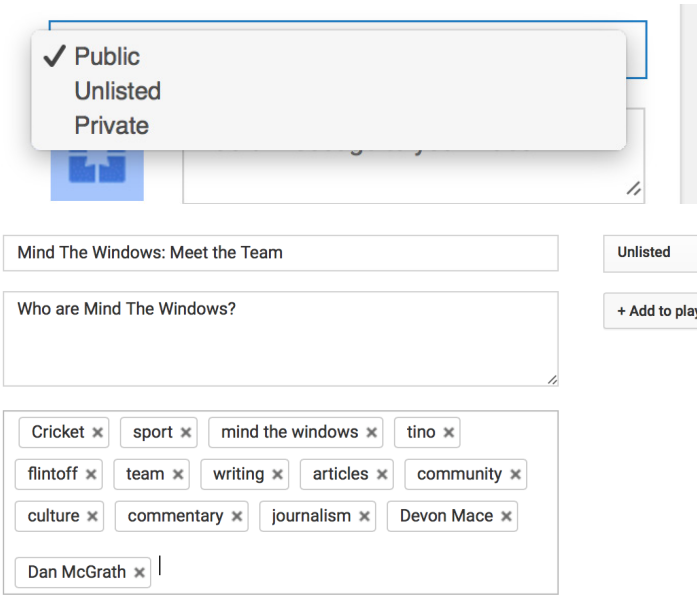 ✓ Public
Unlisted
Private
Mind The Windows: Meet the Team
Unlisted
Who are Mind The Windows?
+ Add to play
Cricket × sport × mind the windows × tino ×
flintoff × team × writing × articles × community ×
culture × commentary × journalism × Devon Mace ×
Dan McGrath ×